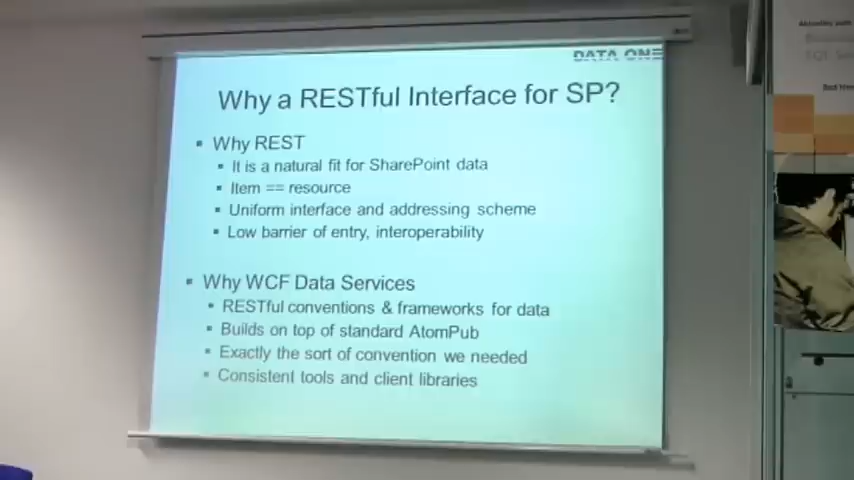 DATA ONE
Why a RESTful Interface for SP?
Why REST
It is a natural fit for SharePoint data
Item == resource
Uniform interface and addressing scheme
Low barrier of entry, interoperability
Why WCF Data Services
RESTful conventions & frameworks for data
Builds on top of standard AtomPub
Exactly the sort of convention we needed
Consistent tools and client libraries